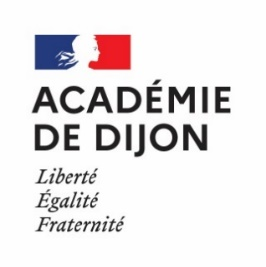 ACADÉMIE
DE DIJON
Liberté
Égalité
Fraternité